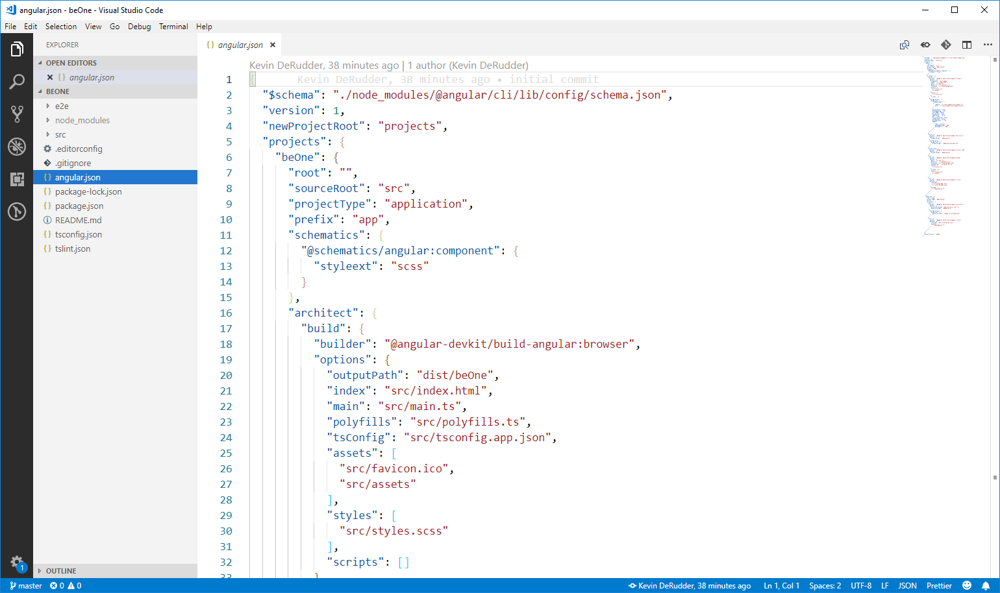 angular.json - beOne - Visual Studio Code
File Edit Selection View Go Debug Terminal Help
EXPLORER
OPEN EDITORS
{} angular.json
BEONE
e2e
node_modules
src
.editorconfig
.gitignore
{} angular.json
{} package-lock.json
{} package.json
README.md
{} tsconfig.json
{} tslint.json
OUTLINE
{} angular.json
Kevin DeRudder, 38 minutes ago | 1 author (Kevin DeRudder)
1 { Kevin DeRudder, 38 minutes ago • initial commit
2 "$schema": "./node_modules/@angular/cli/lib/config/schema.json",
3 "version": 1,
4 "newProjectRoot": "projects",
5 "projects": {
6 "beOne": {
7 "root": "",
8 "sourceRoot": "src",
9 "projectType": "application",
10 "prefix": "app",
11 "schematics": {
12 "@schematics/angular:component": {
13 "styleext": "scss"
14 }
15 },
16 "architect": {
17 "build": {
18 "builder": "@angular-devkit/build-angular:browser",
19 "options": {
20 "outputPath": "dist/beOne",
21 "index": "src/index.html",
22 "main": "src/main.ts",
23 "polyfills": "src/polyfills.ts",
24 "tsConfig": "src/tsconfig.app.json",
25 "assets": [
26 "src/favicon.ico",
27 "src/assets"
28 ],
29 "styles": [
30 "src/styles.scss"
31 ],
32 "scripts": []
33 }
1
master 0 0
Kevin DeRudder, 38 minutes ago Ln 1, Col 1 Spaces: 2 UTF-8 LF JSON Prettier